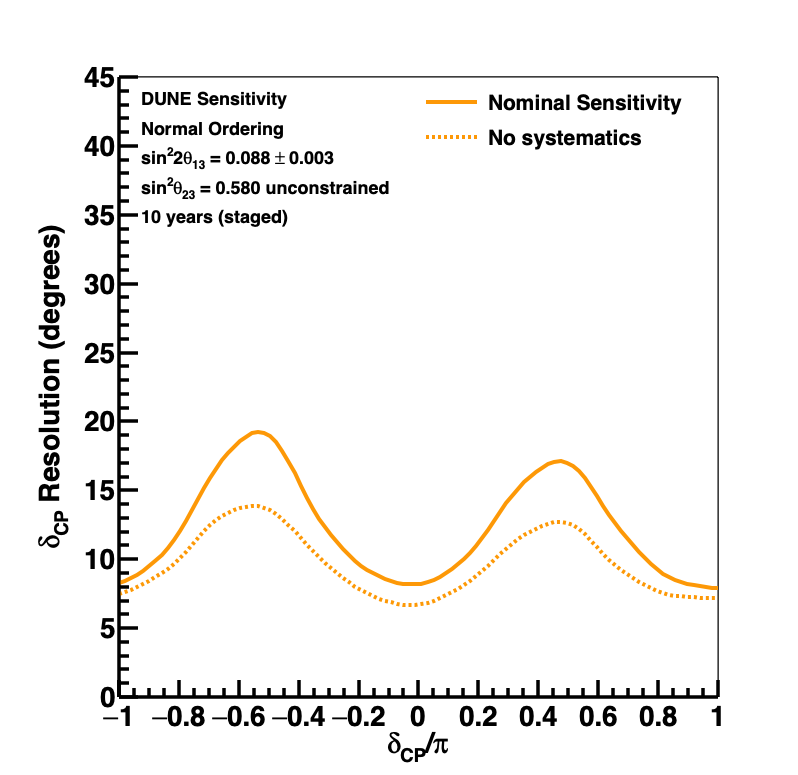 DUNE Sensitivity
Normal Ordering
sin²2θ₁₃ = 0.088 ± 0.003
sin²θ₂₃ = 0.580 unconstrained
10 years (staged)
Nominal Sensitivity
No systematics
δCP Resolution (degrees)
45
40
35
30
25
20
15
10
5
0
−1 −0.8 −0.6 −0.4 −0.2 0 0.2 0.4 0.6 0.8 1
δCP/π